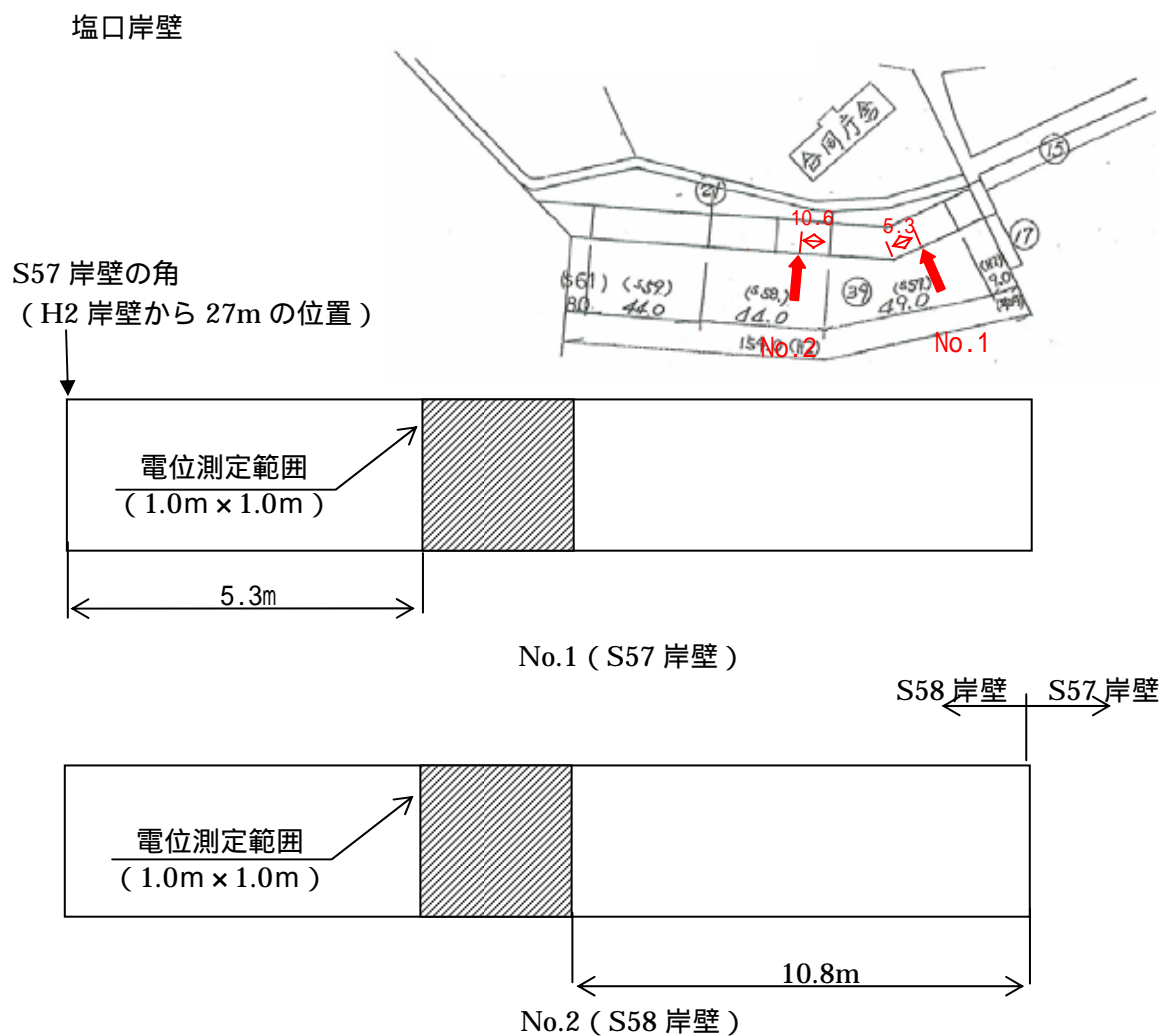 塩口岸壁
合同庁舎
15
21
10.6
5.3
17
S57 岸壁の角
（H2 岸壁から 27m の位置）
(S61) (S59) (S58) 39 (S57) (H2)
80. 44.0 44.0 49.0 9.0
No.2
No.1
電位測定範囲
（1.0m×1.0m）
5.3m
No.1（S57 岸壁）
S58 岸壁 S57 岸壁
電位測定範囲
（1.0m×1.0m）
10.8m
No.2（S58 岸壁）